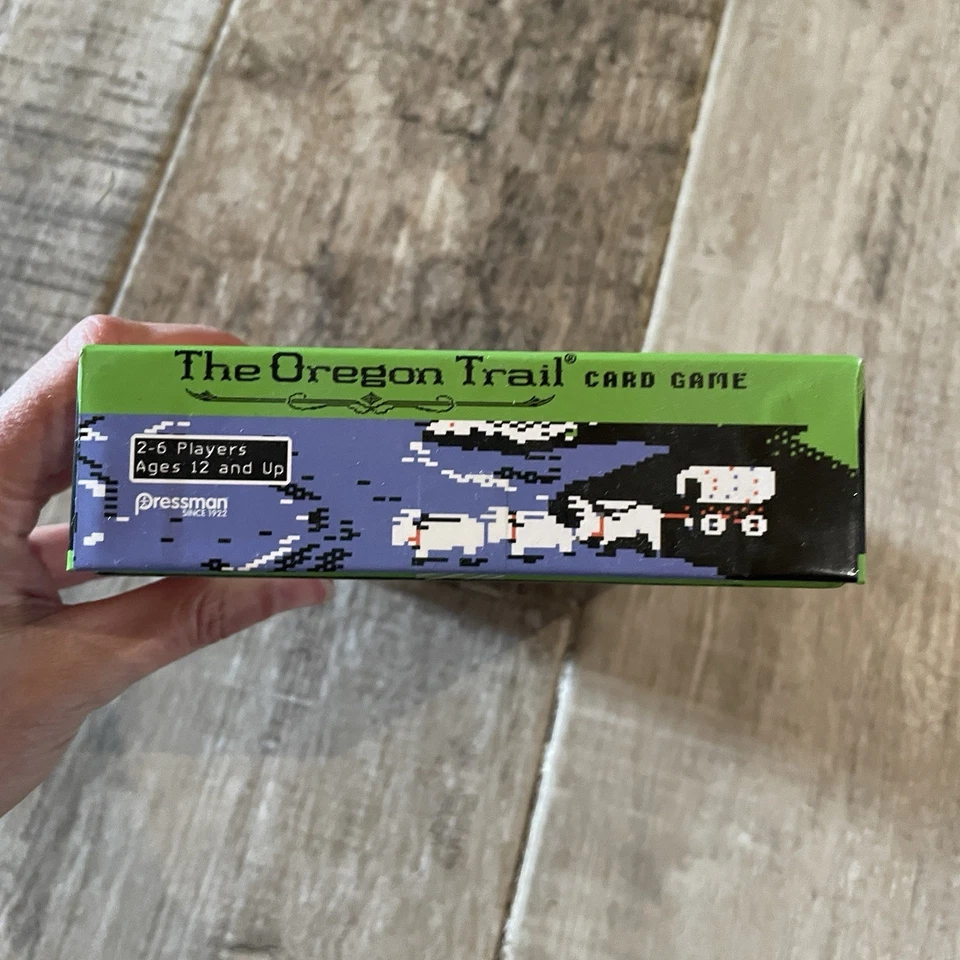 The Oregon Trail® CARD GAME
2-6 Players
Ages 12 and Up
Pressman
SINCE 1922